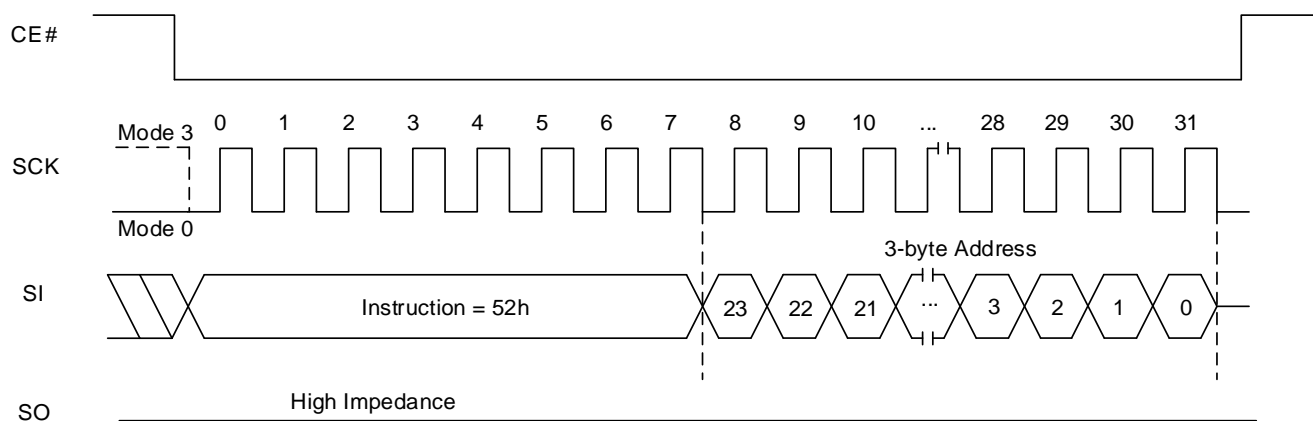 CE#
Mode 3
0 1 2 3 4 5 6 7 8 9 10 ... 28 29 30 31
SCK
Mode 0
3-byte Address
SI
Instruction = 52h
23 22 21 ... 3 2 1 0
High Impedance
SO